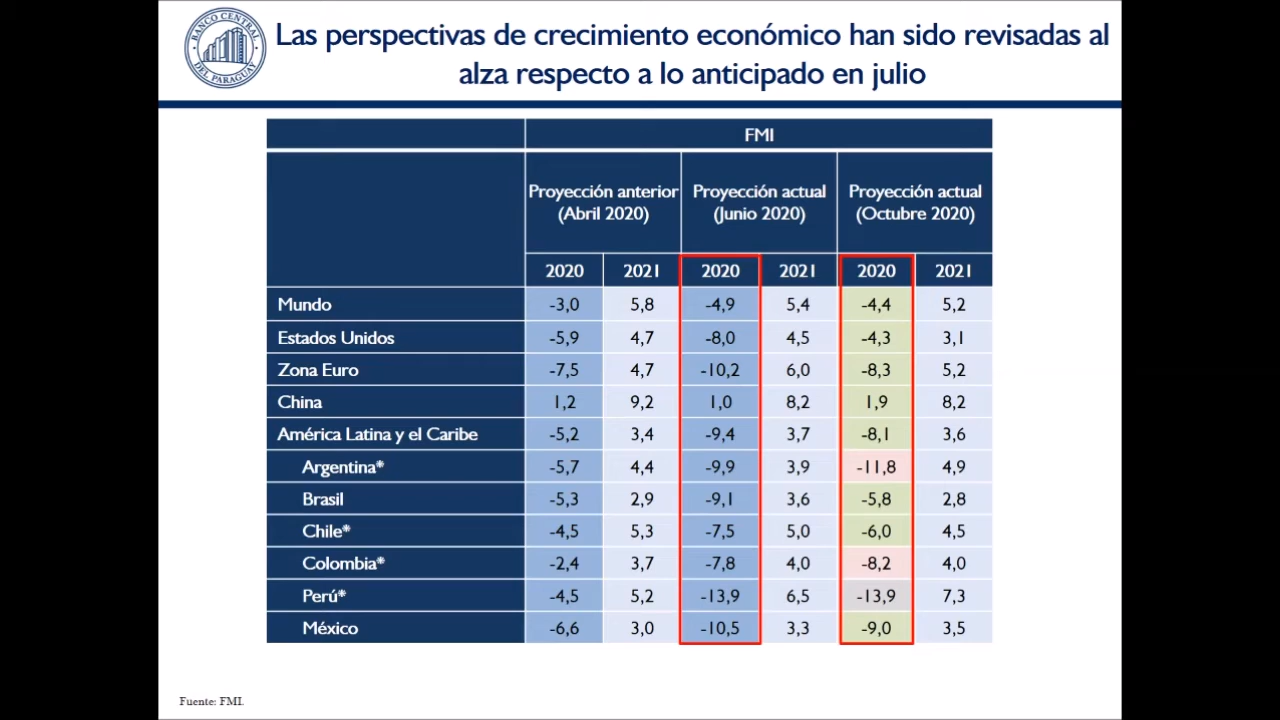 BANCO CENTRAL
DEL PARAGUAY
Las perspectivas de crecimiento económico han sido revisadas al
alza respecto a lo anticipado en julio
FMI
Proyección anterior (Abril 2020) Proyección actual (Junio 2020) Proyección actual (Octubre 2020)
2020 2021 2020 2021 2020 2021
Mundo -3,0 5,8 -4,9 5,4 -4,4 5,2
Estados Unidos -5,9 4,7 -8,0 4,5 -4,3 3,1
Zona Euro -7,5 4,7 -10,2 6,0 -8,3 5,2
China 1,2 9,2 1,0 8,2 1,9 8,2
América Latina y el Caribe -5,2 3,4 -9,4 3,7 -8,1 3,6
Argentina* -5,7 4,4 -9,9 3,9 -11,8 4,9
Brasil -5,3 2,9 -9,1 3,6 -5,8 2,8
Chile* -4,5 5,3 -7,5 5,0 -6,0 4,5
Colombia* -2,4 3,7 -7,8 4,0 -8,2 4,0
Perú* -4,5 5,2 -13,9 6,5 -13,9 7,3
México -6,6 3,0 -10,5 3,3 -9,0 3,5
Fuente: FMI.